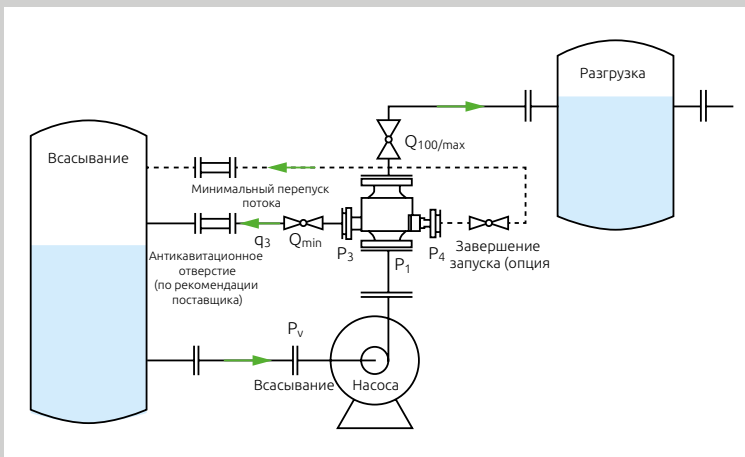 Разгрузка
Q100/max
Всасывание
Минимальный перепуск
потока
q3
Qmin
P3
P4
P1
Завершение
запуска (опция
Антикавитационное
отверстие
(по рекомендации
поставщика)
Pv
Всасывание
Насоса